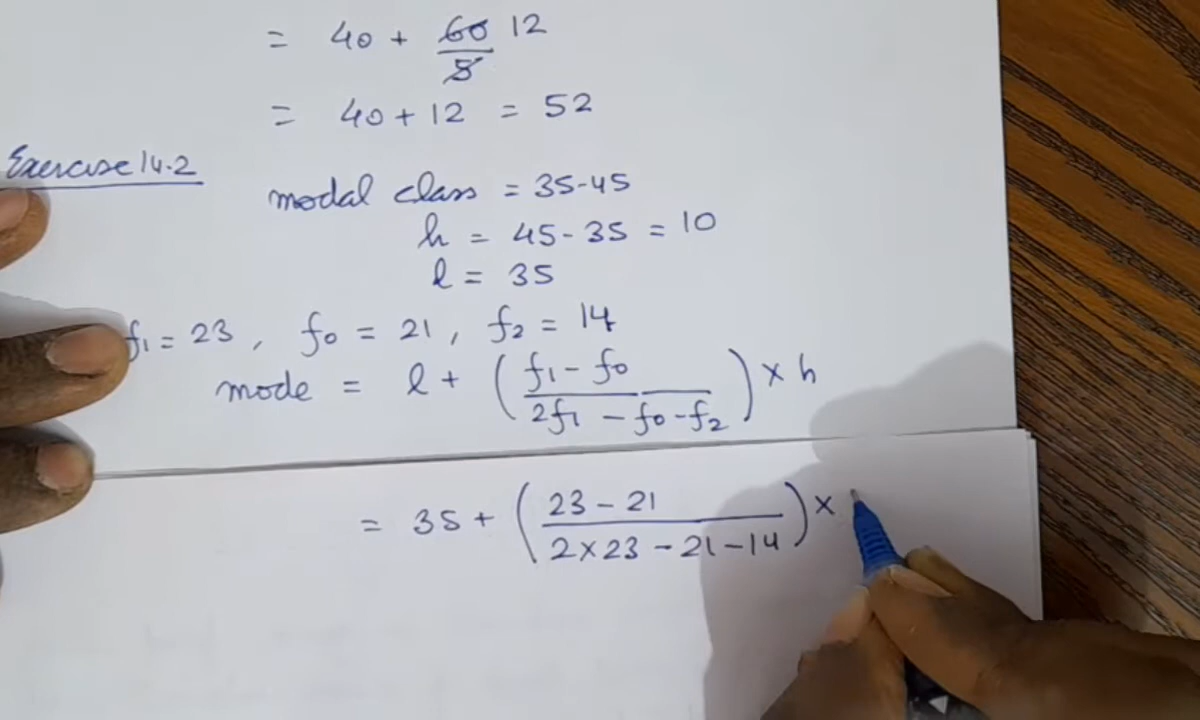 = 40 + 60/5 12
= 40 + 12 = 52
Exercise 14.2
modal class = 35-45
h = 45 - 35 = 10
l = 35
f1 = 23, f0 = 21, f2 = 14
mode = l + (f1 - f0 / 2f1 - f0 - f2) × h
= 35 + (23 - 21 / 2×23 - 21 - 14) ×